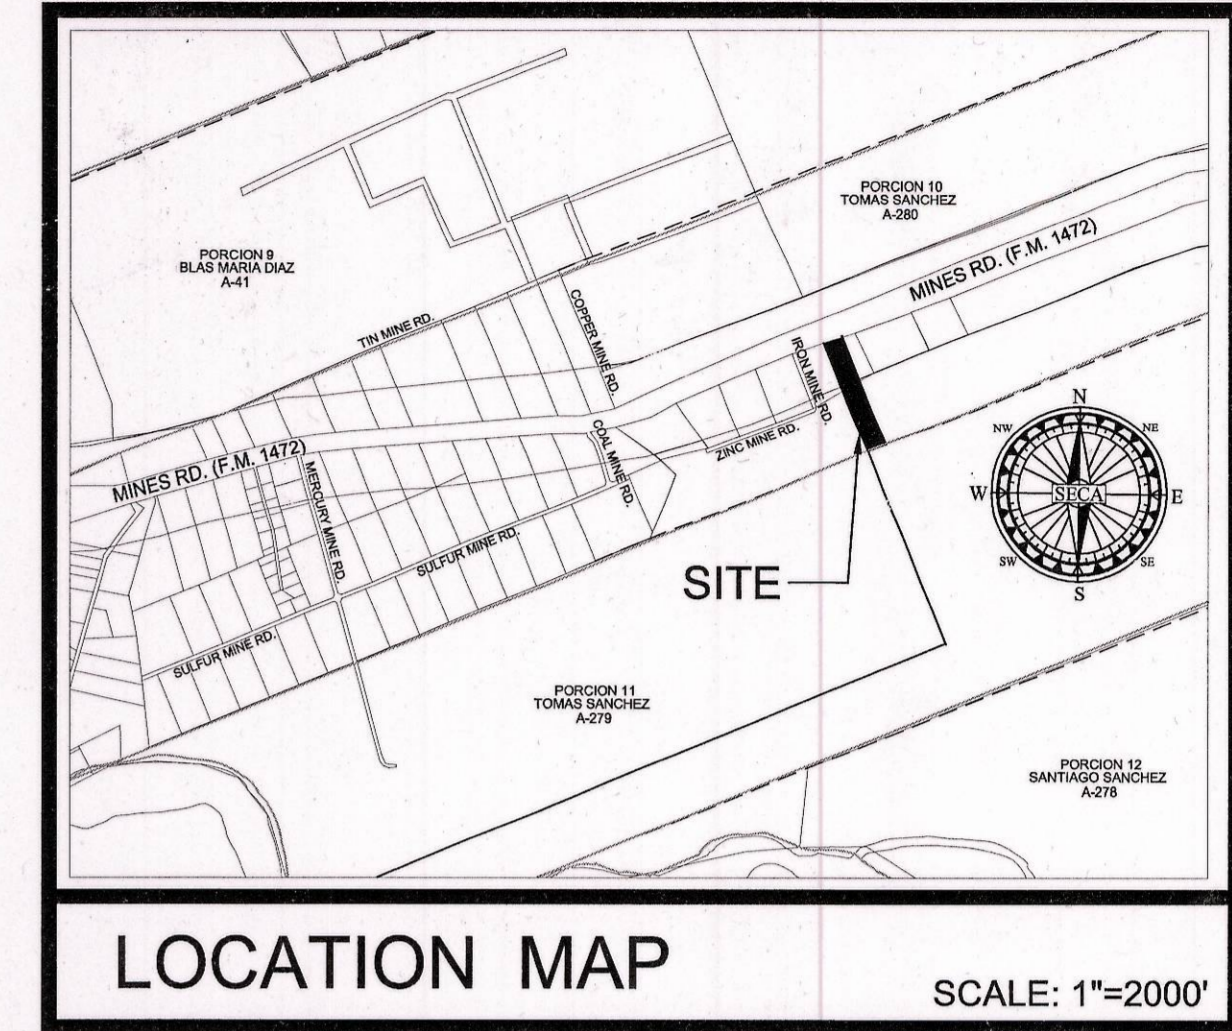 PORCION 10
TOMAS SANCHEZ
A-280
PORCION 9
BLAS MARIA DIAZ
A-41
MINES RD. (F.M. 1472)
COPPER MINE RD.
TIN MINE RD.
IRON MINE RD.
ZINC MINE RD.
COAL MINE RD.
MINES RD. (F.M. 1472)
MERCURY MINE RD.
SULFUR MINE RD.
SULFUR MINE RD.
N
NW
NE
W
SECA
E
SW
SE
S
SITE
PORCION 11
TOMAS SANCHEZ
A-279
PORCION 12
SANTIAGO SANCHEZ
A-278
LOCATION MAP
SCALE: 1"=2000'